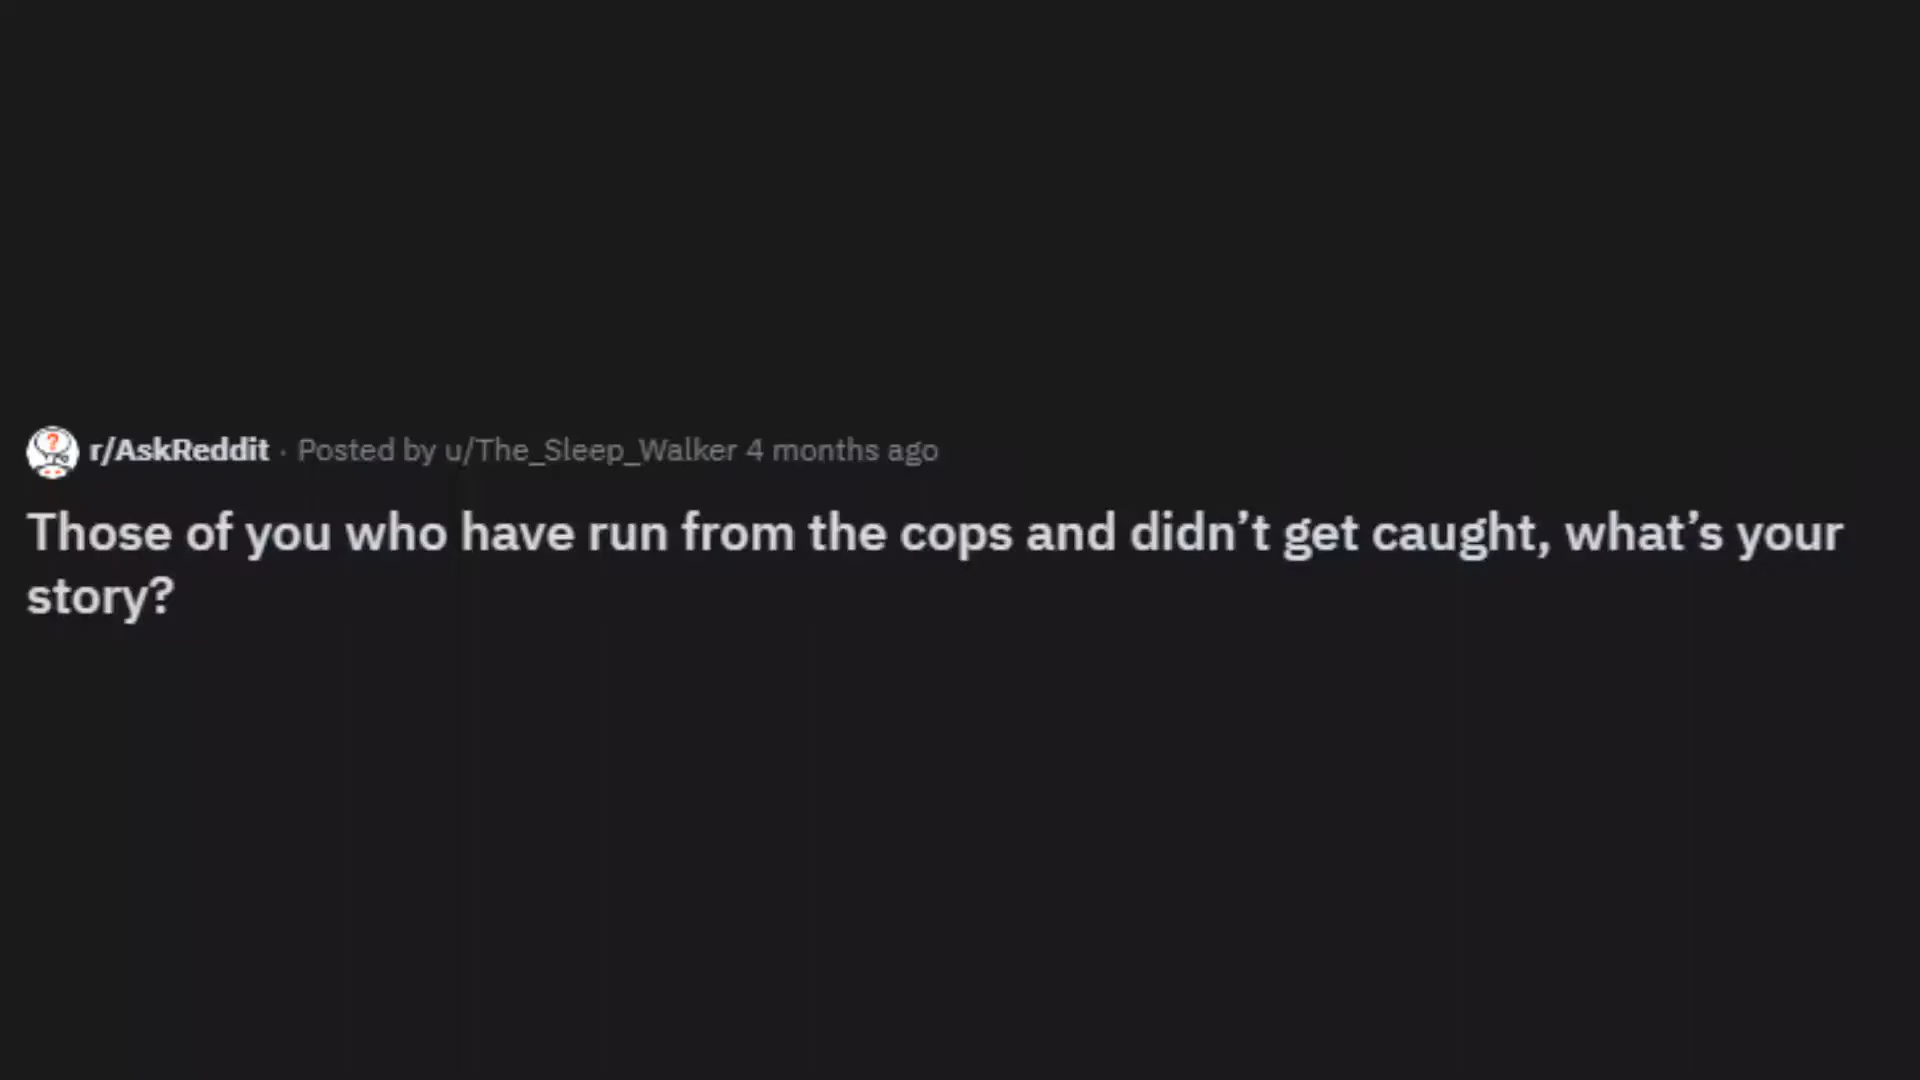 r/AskReddit · Posted by u/The_Sleep_Walker 4 months ago
Those of you who have run from the cops and didn’t get caught, what’s your
story?